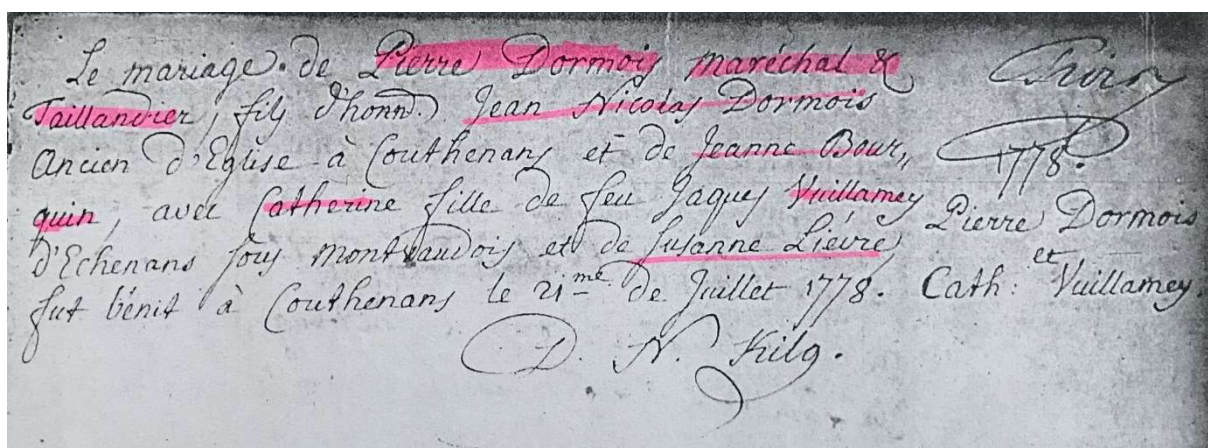 Le mariage. de Pierre Dormois maréchal &
Taillandier, fils d'honn. Jean Nicolas Dormois
Ancien d'Eglise à Couthenans et de Jeanne Bour,,
quin, avec Catherine fille de feu Jaques Vuillamey
d'Echenans sous Montvaudois et de Susanne Lièvre
fut bénit à Couthenans le 21me de Juillet 1778.
D. N. Kilg.
1778.
Pierre Dormois
et
Cath: Vuillamey.